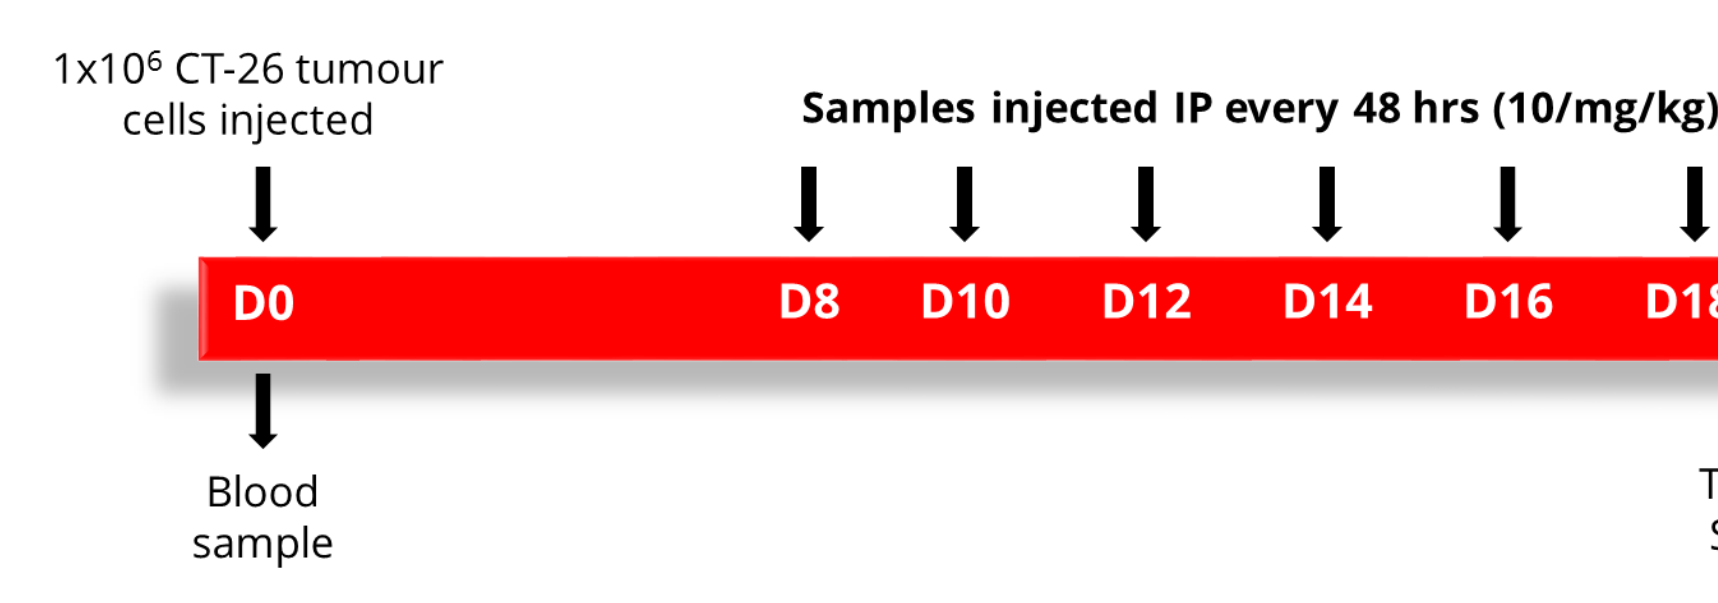 1x10⁶ CT-26 tumour
cells injected
Samples injected IP every 48 hrs (10/mg/kg)
D0 D8 D10 D12 D14 D16
Blood
sample